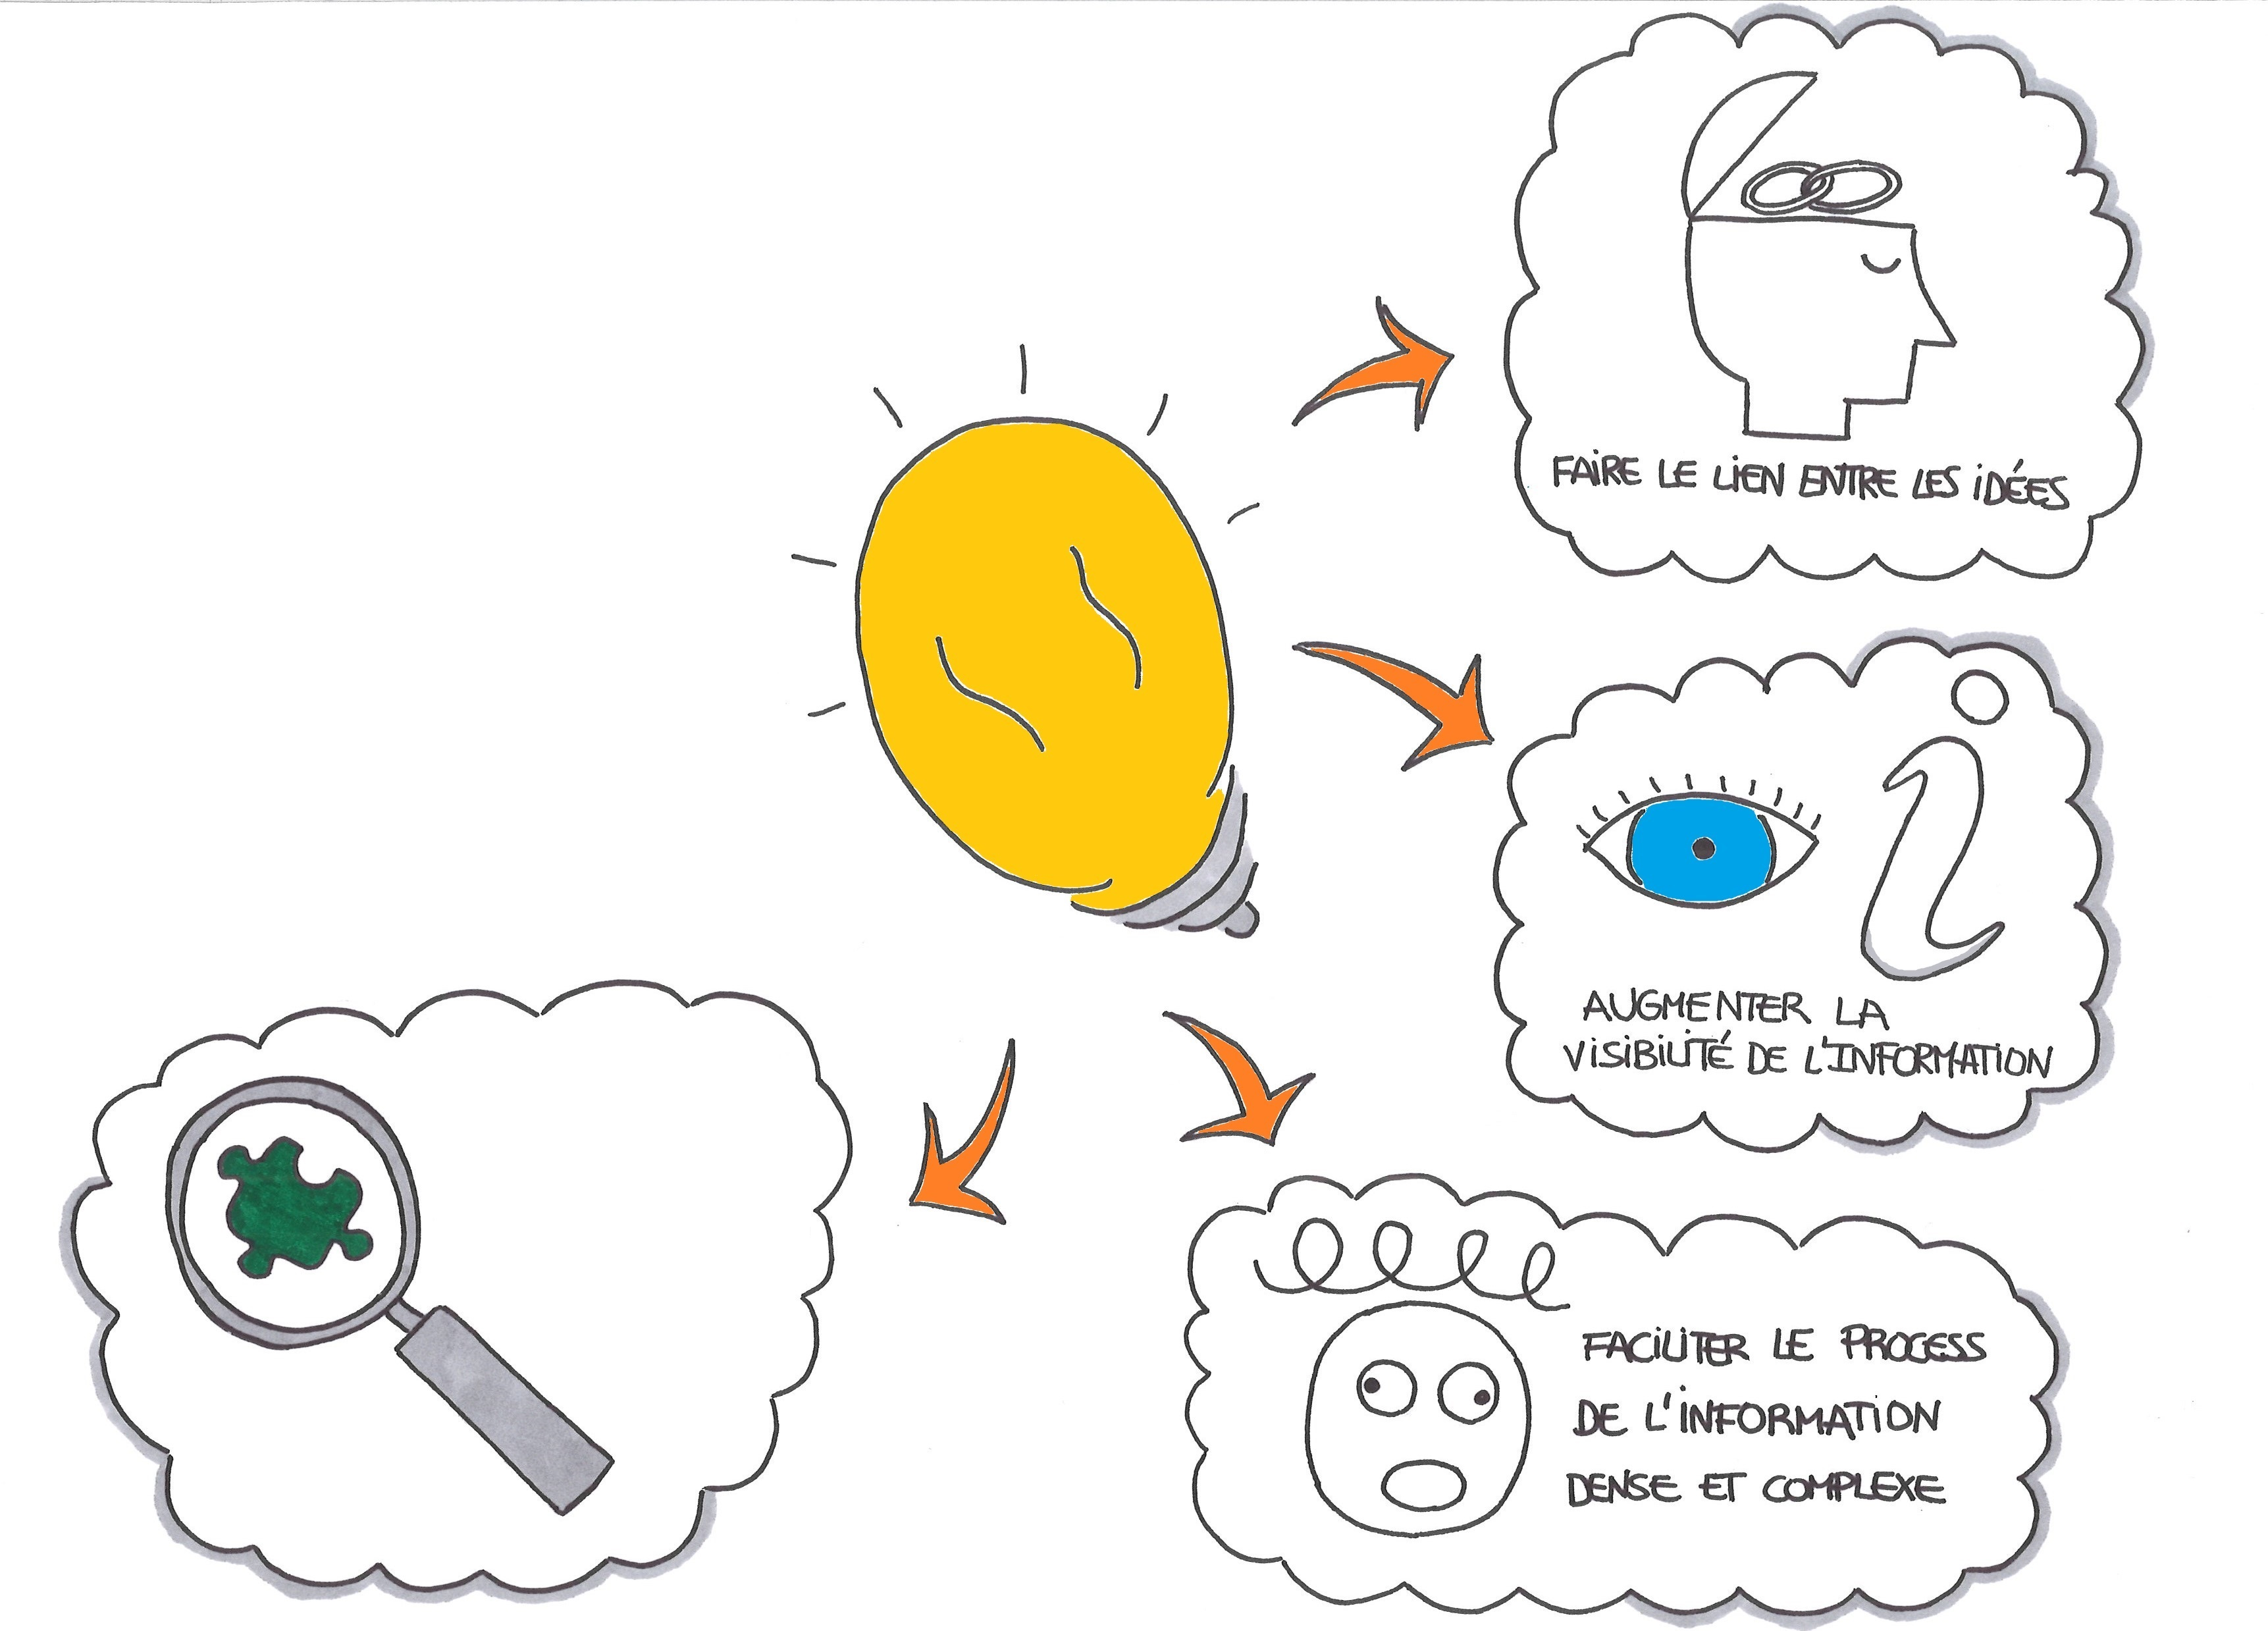 FAIRE LE LIEN ENTRE LES IDÉES
AUGMENTER LA
VISIBILITÉ DE L'INFORMATION
FACILITER LE PROCESS
DE L'INFORMATION
DENSE ET COMPLEXE